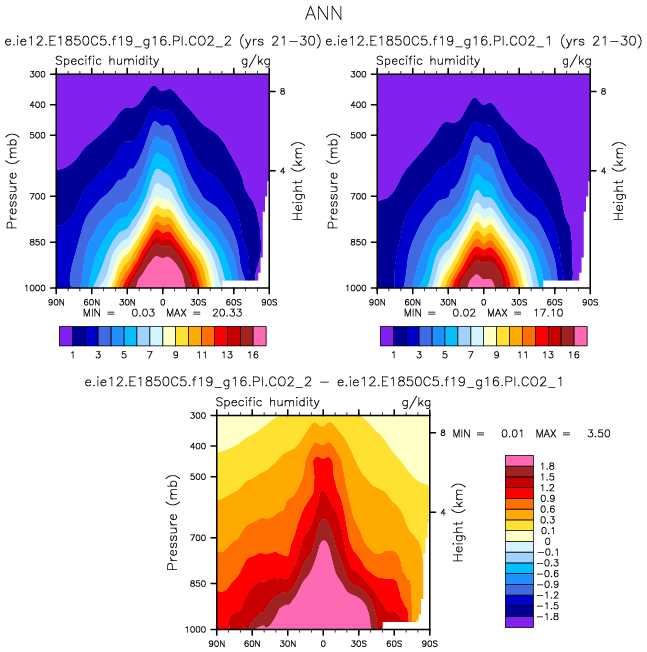 ANN
e.ie12.E1850C5.f19_g16.PI.CO2_2 (yrs 21-30) e.ie12.E1850C5.f19_g16.PI.CO2_1 (yrs 21-30)
Specific humidity g/kg Specific humidity g/kg
300 300
400 8 400 8
500 500
4 4
700 700
850 850
1000 1000
Pressure (mb) Height (km) Pressure (mb) Height (km)
90N 60N 30N 0 30S 60S 90S 90N 60N 30N 0 30S 60S 90S
MIN = 0.03 MAX = 20.33 MIN = 0.02 MAX = 17.10
1 3 5 7 9 11 13 16 1 3 5 7 9 11 13 16
e.ie12.E1850C5.f19_g16.PI.CO2_2 - e.ie12.E1850C5.f19_g16.PI.CO2_1
Specific humidity g/kg
300
400 8
500
4
700
850
1000
Pressure (mb) Height (km)
90N 60N 30N 0 30S 60S 90S
MIN = 0.01 MAX = 3.50
1.8
1.5
1.2
0.9
0.6
0.3
0.1
0
-0.1
-0.3
-0.6
-0.9
-1.2
-1.5
-1.8